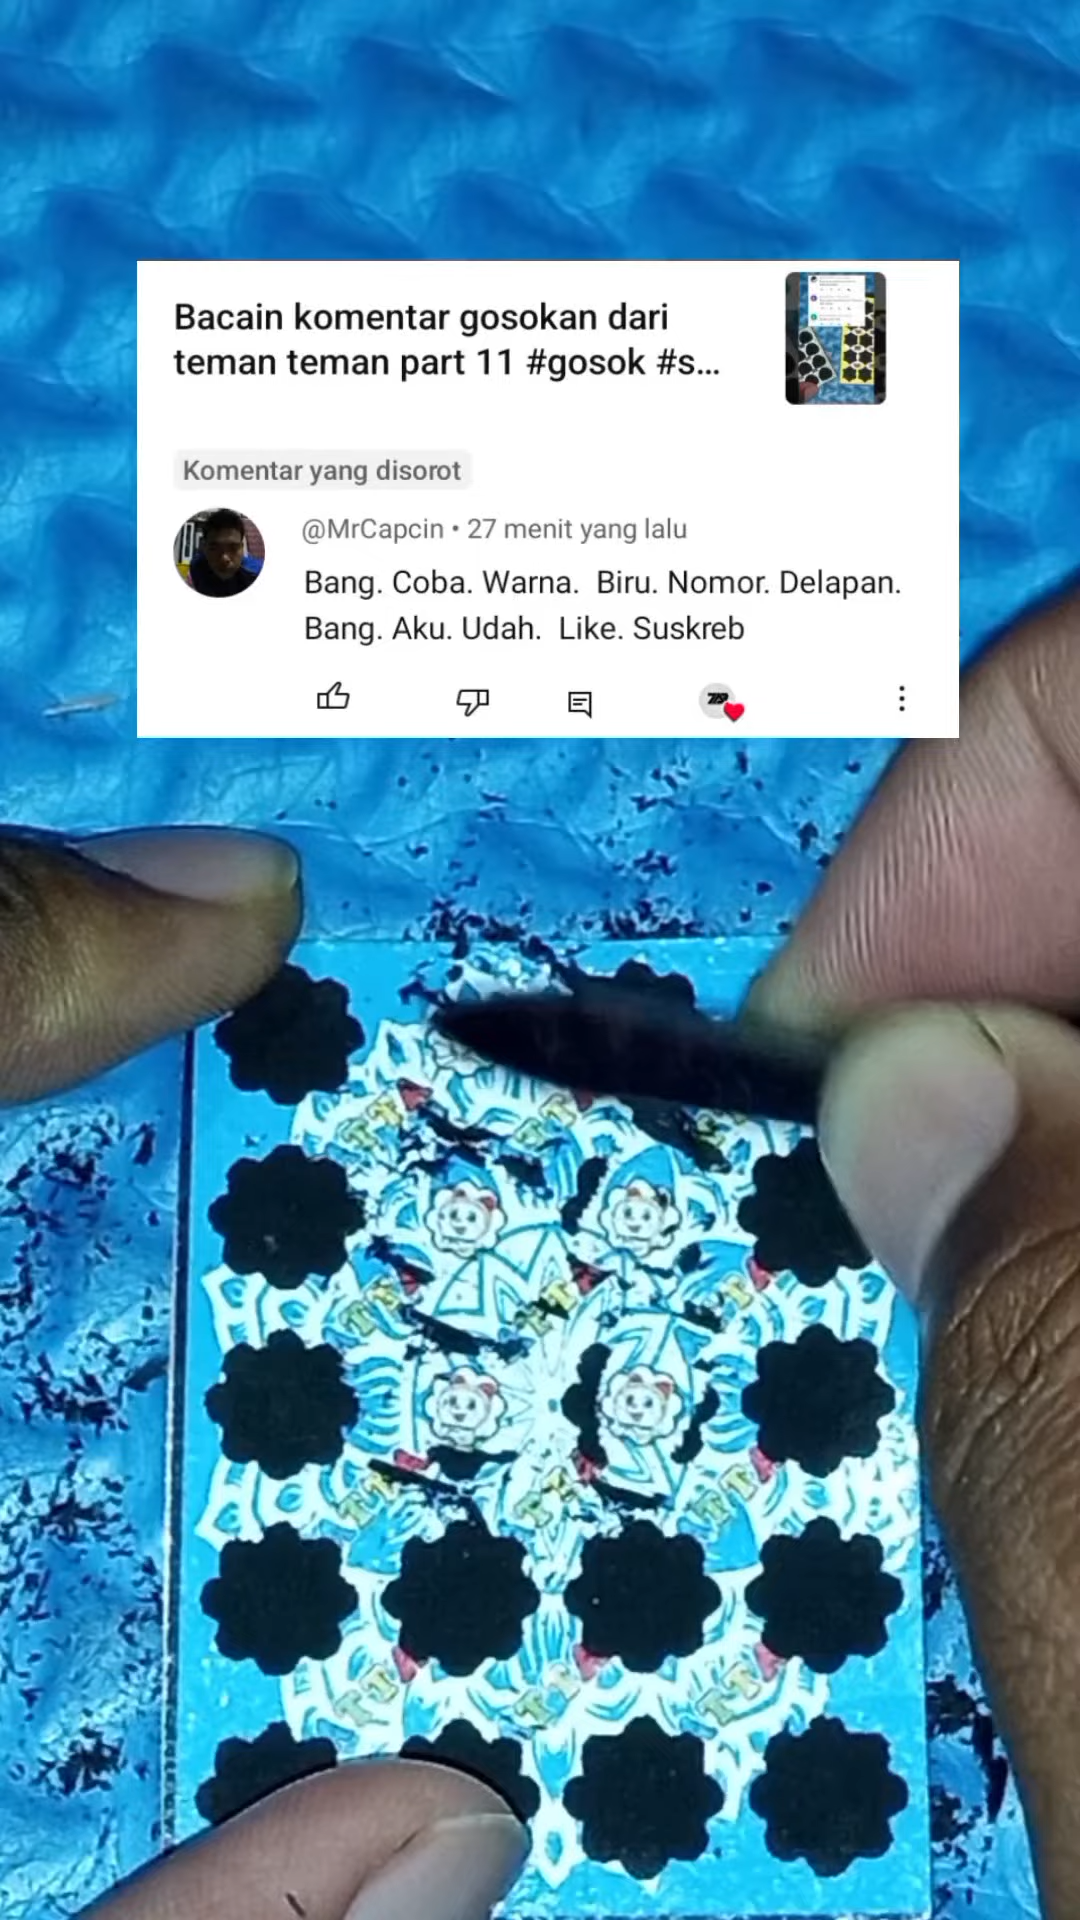 Bacain komentar gosokan dari
teman teman part 11 #gosok #s...
Komentar yang disorot
@MrCapcin • 27 menit yang lalu
Bang. Coba. Warna.  Biru. Nomor. Delapan.
Bang. Aku. Udah.  Like. Suskreb